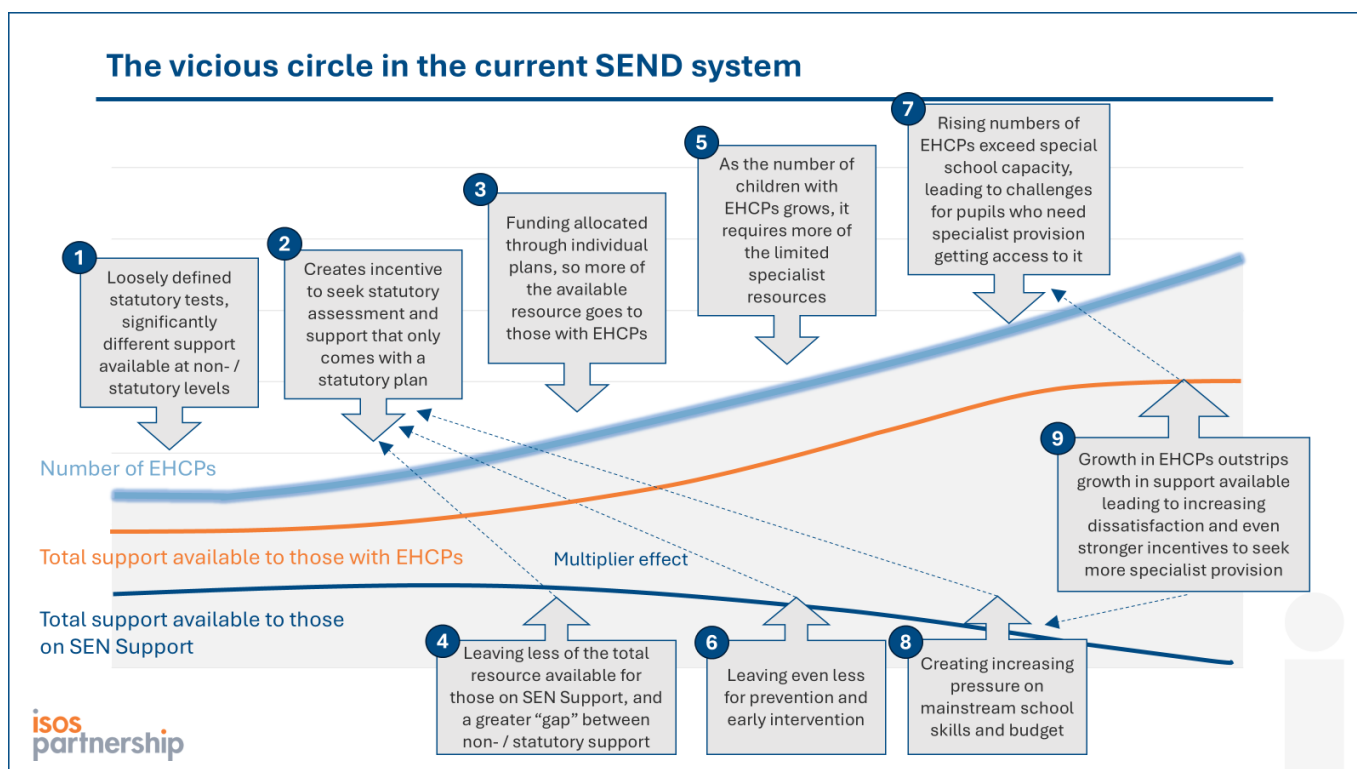 The vicious circle in the current SEND system
1
Loosely defined
statutory tests,
significantly
different support
available at non- /
statutory levels
2
Creates incentive
to seek statutory
assessment and
support that only
comes with a
statutory plan
3
Funding allocated
through individual
plans, so more of
the available
resource goes to
those with EHCPs
5
As the number of
children with
EHCPs grows, it
requires more of
the limited
specialist
resources
7
Rising numbers of
EHCPs exceed special
school capacity,
leading to challenges
for pupils who need
specialist provision
getting access to it
Number of EHCPs
Total support available to those with EHCPs
Multiplier effect
Total support available to those
on SEN Support
4
Leaving less of the total
resource available for
those on SEN Support, and
a greater “gap” between
non- / statutory support
6
Leaving even less
for prevention and
early intervention
8
Creating increasing
pressure on
mainstream school
skills and budget
9
Growth in EHCPs outstrips
growth in support available
leading to increasing
dissatisfaction and even
stronger incentives to seek
more specialist provision
isos
partnership